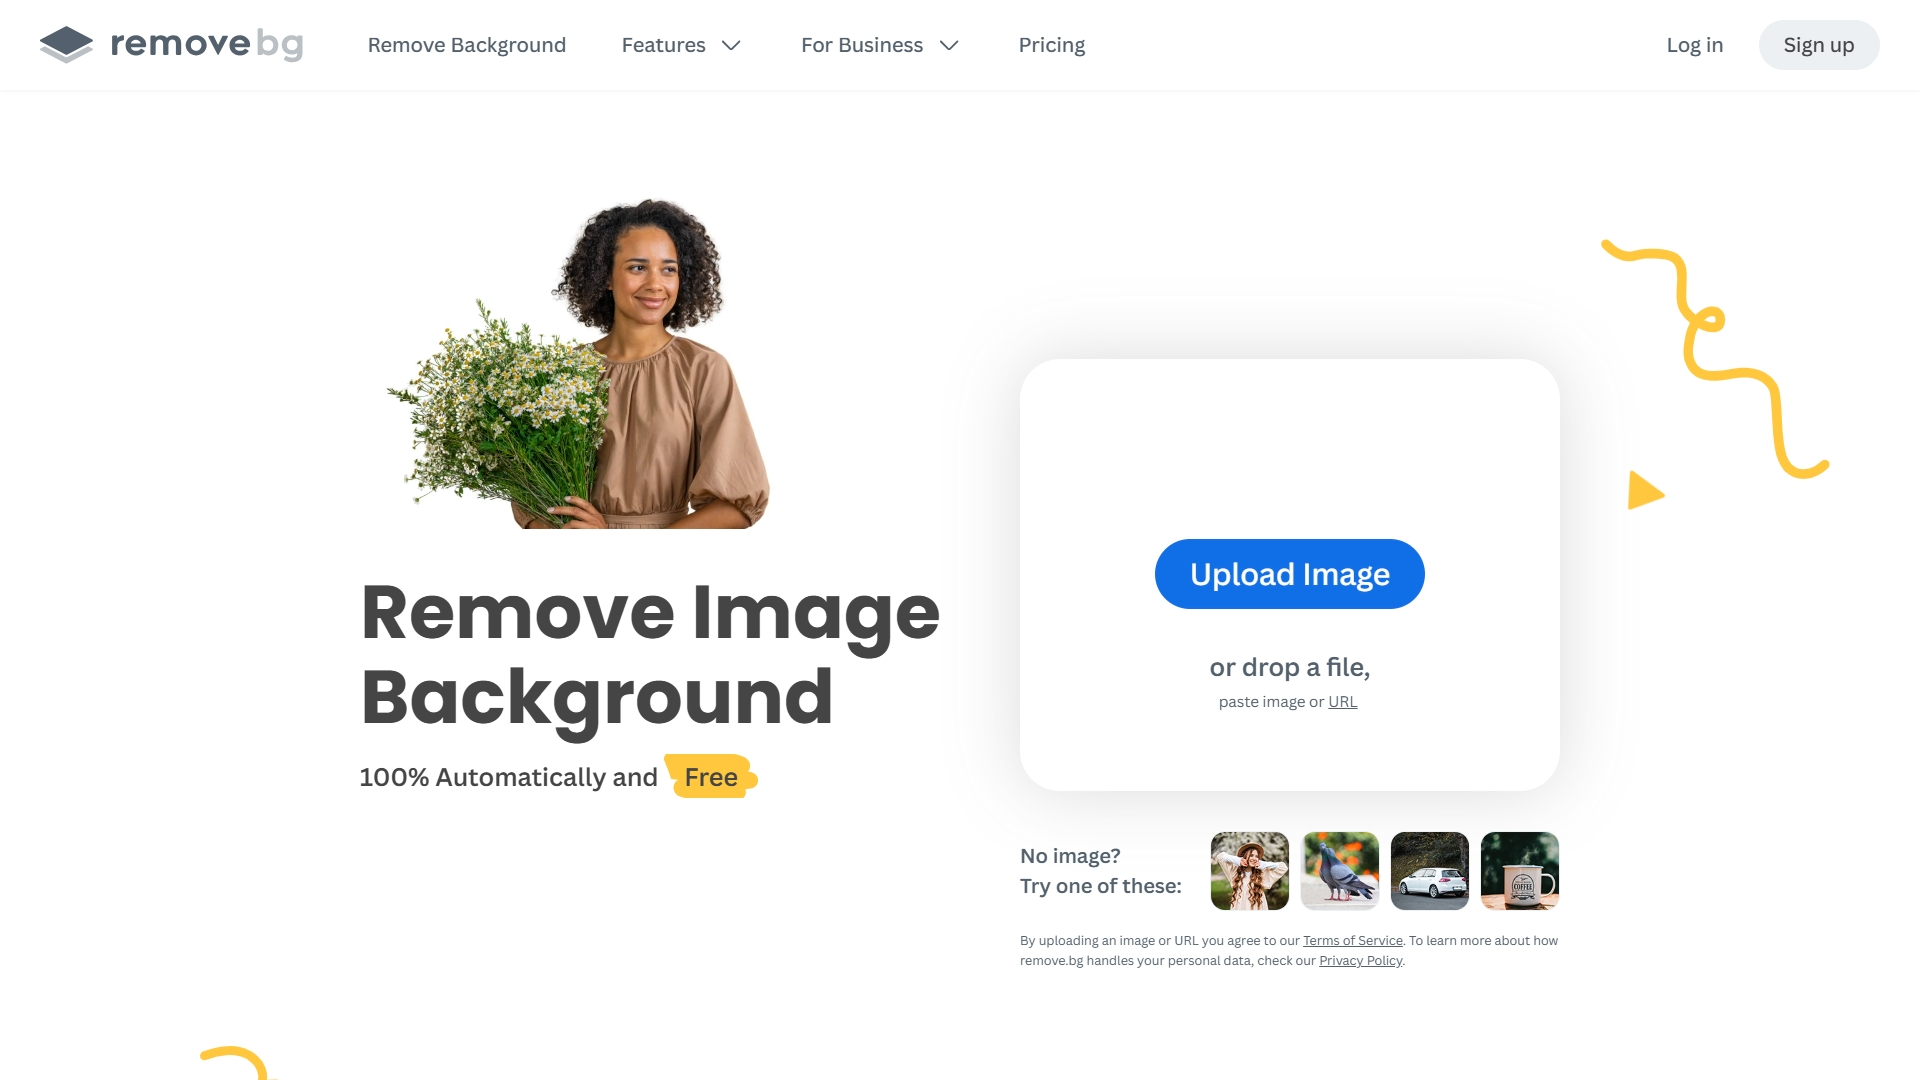 removebg
Remove Background
Features
For Business
Pricing
Log in
Sign up
Remove Image
Background
100% Automatically and Free
Upload Image
or drop a file,
paste image or URL
No image?
Try one of these:
COFFEE
By uploading an image or URL you agree to our Terms of Service. To learn more about how
remove.bg handles your personal data, check our Privacy Policy.